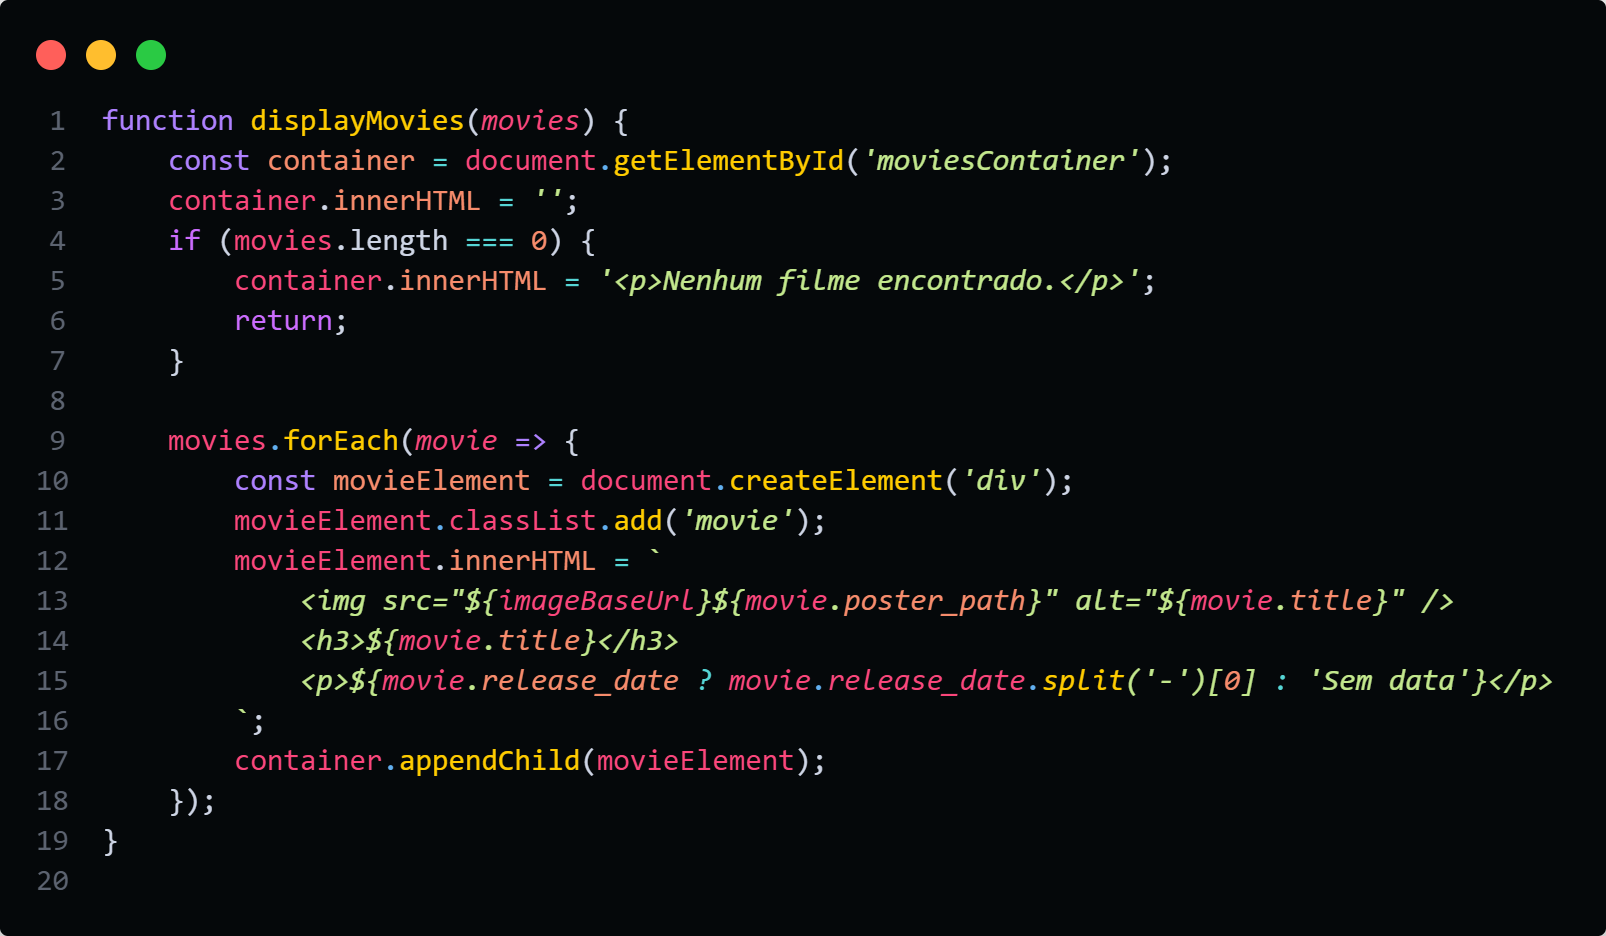 1 function displayMovies(movies) {
2     const container = document.getElementById('moviesContainer');
3     container.innerHTML = '';
4     if (movies.length === 0) {
5         container.innerHTML = '<p>Nenhum filme encontrado.</p>';
6         return;
7     }
8
9     movies.forEach(movie => {
10         const movieElement = document.createElement('div');
11         movieElement.classList.add('movie');
12         movieElement.innerHTML = `
13             <img src="${imageBaseUrl}${movie.poster_path}" alt="${movie.title}" />
14             <h3>${movie.title}</h3>
15             <p>${movie.release_date ? movie.release_date.split('-')[0] : 'Sem data'}</p>
16         `;
17         container.appendChild(movieElement);
18     });
19 }
20